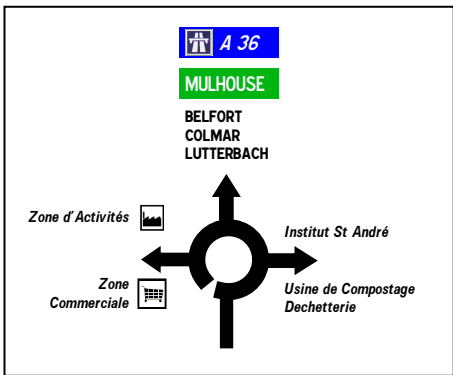 A 36
MULHOUSE
BELFORT
COLMAR
LUTTERBACH
Zone d'Activités
Institut St André
Zone
Commerciale
Usine de Compostage
Dechetterie